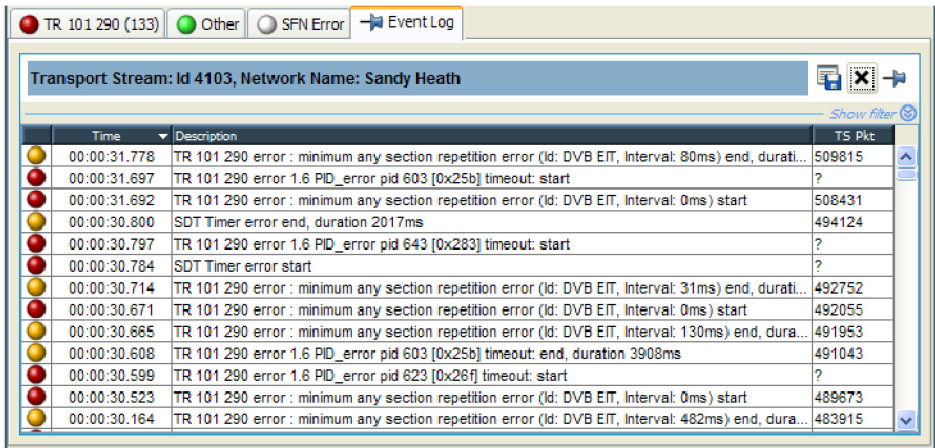 TR 101 290 (133) Other SFN Error Event Log
Transport Stream: Id 4103, Network Name: Sandy Heath
Show filter
Time Description TS Pkt
00:00:31.778 TR 101 290 error : minimum any section repetition error (Id: DVB EIT, Interval: 80ms) end, durati... 509815
00:00:31.697 TR 101 290 error 1.6 PID_error pid 603 [0x25b] timeout: start ?
00:00:31.692 TR 101 290 error : minimum any section repetition error (Id: DVB EIT, Interval: 0ms) start 508431
00:00:30.800 SDT Timer error end, duration 2017ms 494124
00:00:30.797 TR 101 290 error 1.6 PID_error pid 643 [0x283] timeout: start ?
00:00:30.784 SDT Timer error start ?
00:00:30.714 TR 101 290 error : minimum any section repetition error (Id: DVB EIT, Interval: 31ms) end, durati... 492752
00:00:30.671 TR 101 290 error : minimum any section repetition error (Id: DVB EIT, Interval: 0ms) start 492055
00:00:30.665 TR 101 290 error : minimum any section repetition error (Id: DVB EIT, Interval: 130ms) end, dura... 491953
00:00:30.608 TR 101 290 error 1.6 PID_error pid 603 [0x25b] timeout: end, duration 3908ms 491043
00:00:30.599 TR 101 290 error 1.6 PID_error pid 623 [0x26f] timeout: start ?
00:00:30.523 TR 101 290 error : minimum any section repetition error (Id: DVB EIT, Interval: 0ms) start 489673
00:00:30.164 TR 101 290 error : minimum any section repetition error (Id: DVB EIT, Interval: 482ms) end, dura... 483915